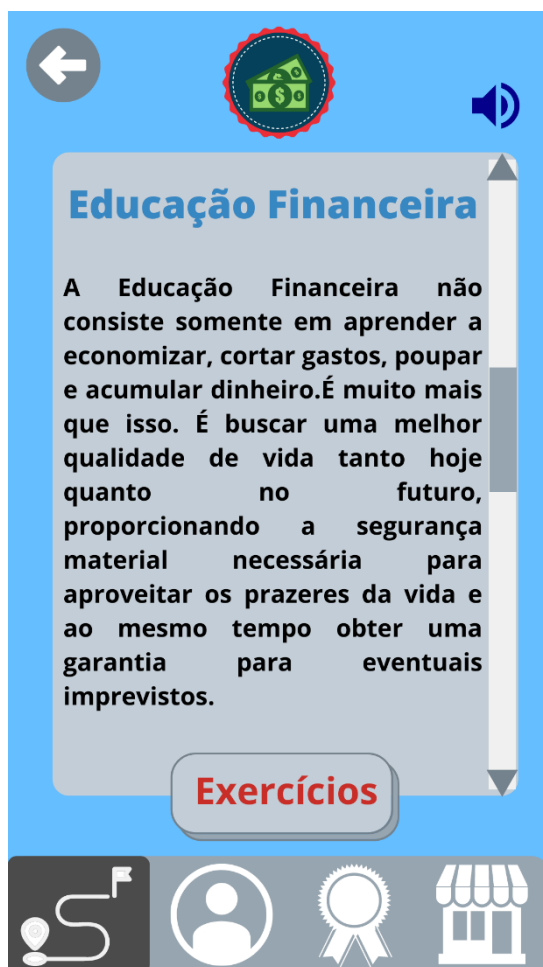 Educação Financeira
A Educação Financeira não
consiste somente em aprender a
economizar, cortar gastos, poupar
e acumular dinheiro.É muito mais
que isso. É buscar uma melhor
qualidade de vida tanto hoje
quanto no futuro,
proporcionando a segurança
material necessária para
aproveitar os prazeres da vida e
ao mesmo tempo obter uma
garantia para eventuais
imprevistos.
Exercícios